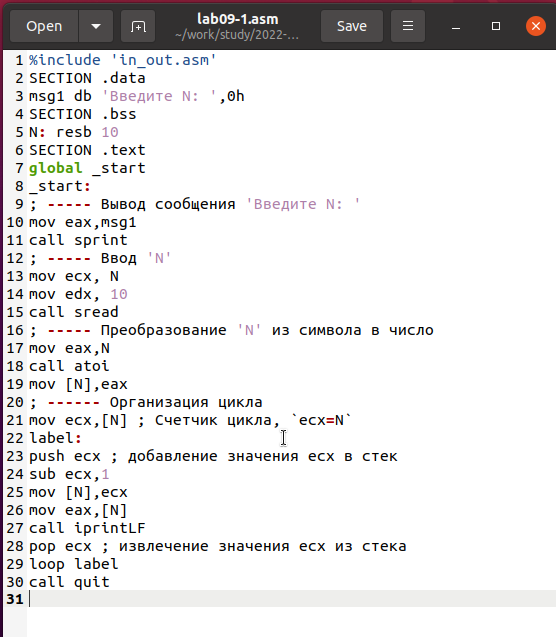 Open
lab09-1.asm
~/work/study/2022-...
Save
1 %include 'in_out.asm'
2 SECTION .data
3 msg1 db 'Введите N: ',0h
4 SECTION .bss
5 N: resb 10
6 SECTION .text
7 global _start
8 _start:
9 ; ----- Вывод сообщения 'Введите N: '
10 mov eax,msg1
11 call sprint
12 ; ----- Ввод 'N'
13 mov ecx, N
14 mov edx, 10
15 call sread
16 ; ----- Преобразование 'N' из символа в число
17 mov eax,N
18 call atoi
19 mov [N],eax
20 ; ------ Организация цикла
21 mov ecx,[N] ; Счетчик цикла, `ecx=N`
22 label:
23 push ecx ; добавление значения ecx в стек
24 sub ecx,1
25 mov [N],ecx
26 mov eax,[N]
27 call iprintLF
28 pop ecx ; извлечение значения ecx из стека
29 loop label
30 call quit
31